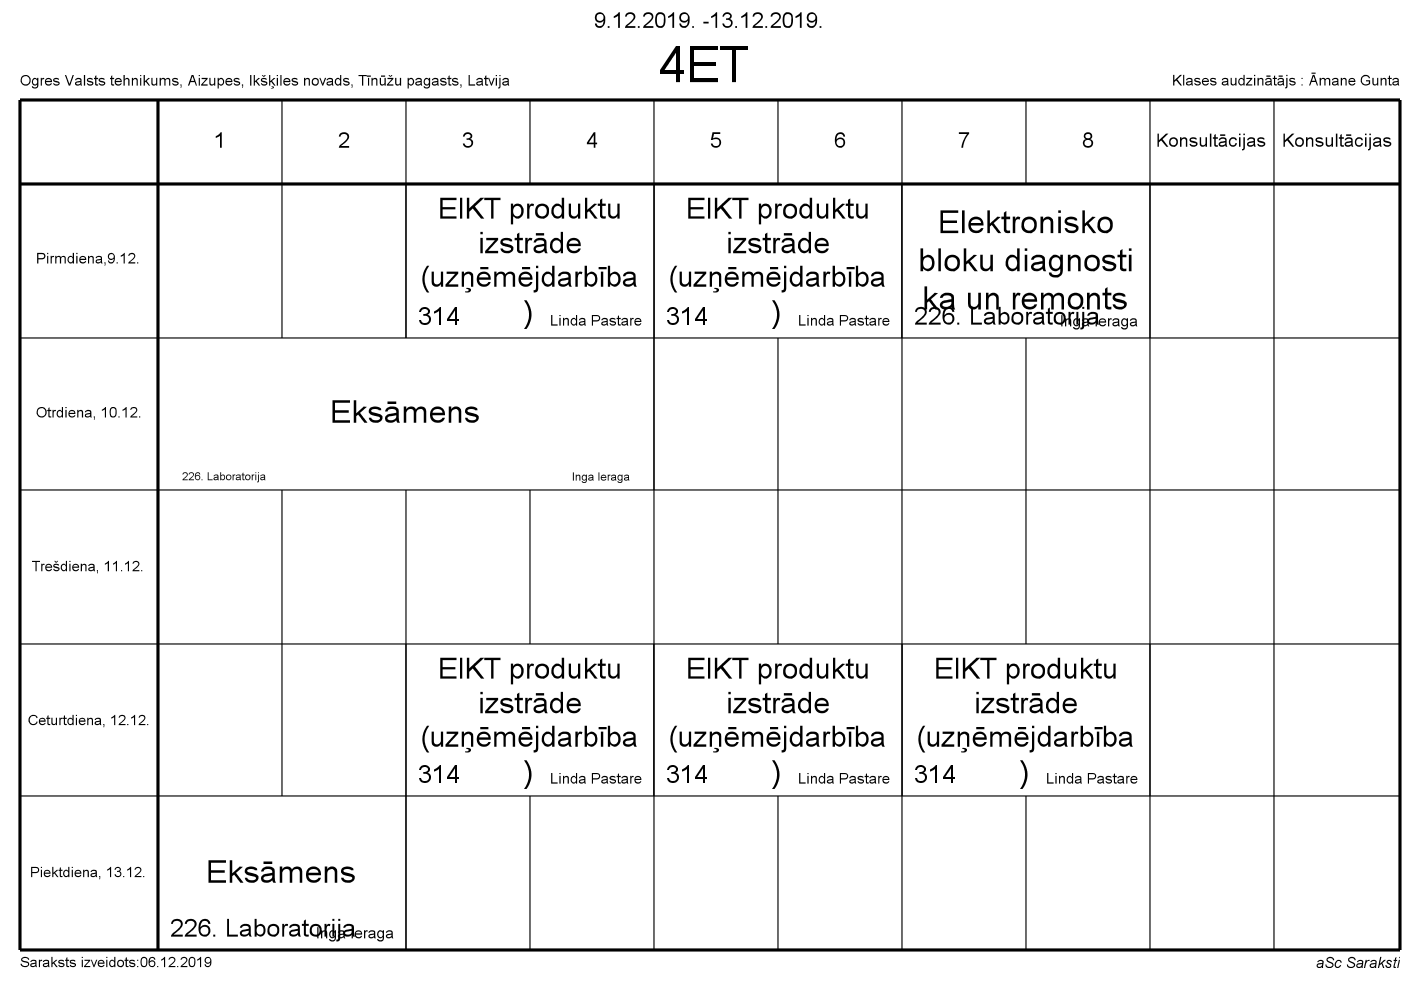 9.12.2019. -13.12.2019.
4ET
Ogres Valsts tehnikums, Aizupes, Ikšķiles novads, Tīnūžu pagasts, Latvija
Klases audzinātājs : Āmane Gunta
1 2 3 4 5 6 7 8 Konsultācijas Konsultācijas
Pirmdiena,9.12.
EIKT produktu
izstrāde
(uzņēmējdarbība
)
314
Linda Pastare
EIKT produktu
izstrāde
(uzņēmējdarbība
)
314
Linda Pastare
Elektronisko
bloku diagnosti
ka un remonts
226. Laboratorija
Inga Ieraga
Otrdiena, 10.12.
Eksāmens
226. Laboratorija
Inga Ieraga
Trešdiena, 11.12.
Ceturtdiena, 12.12.
EIKT produktu
izstrāde
(uzņēmējdarbība
)
314
Linda Pastare
EIKT produktu
izstrāde
(uzņēmējdarbība
)
314
Linda Pastare
EIKT produktu
izstrāde
(uzņēmējdarbība
)
314
Linda Pastare
Piektdiena, 13.12.
Eksāmens
226. Laboratorija
Inga Ieraga
Saraksts izveidots:06.12.2019
aSc Saraksti